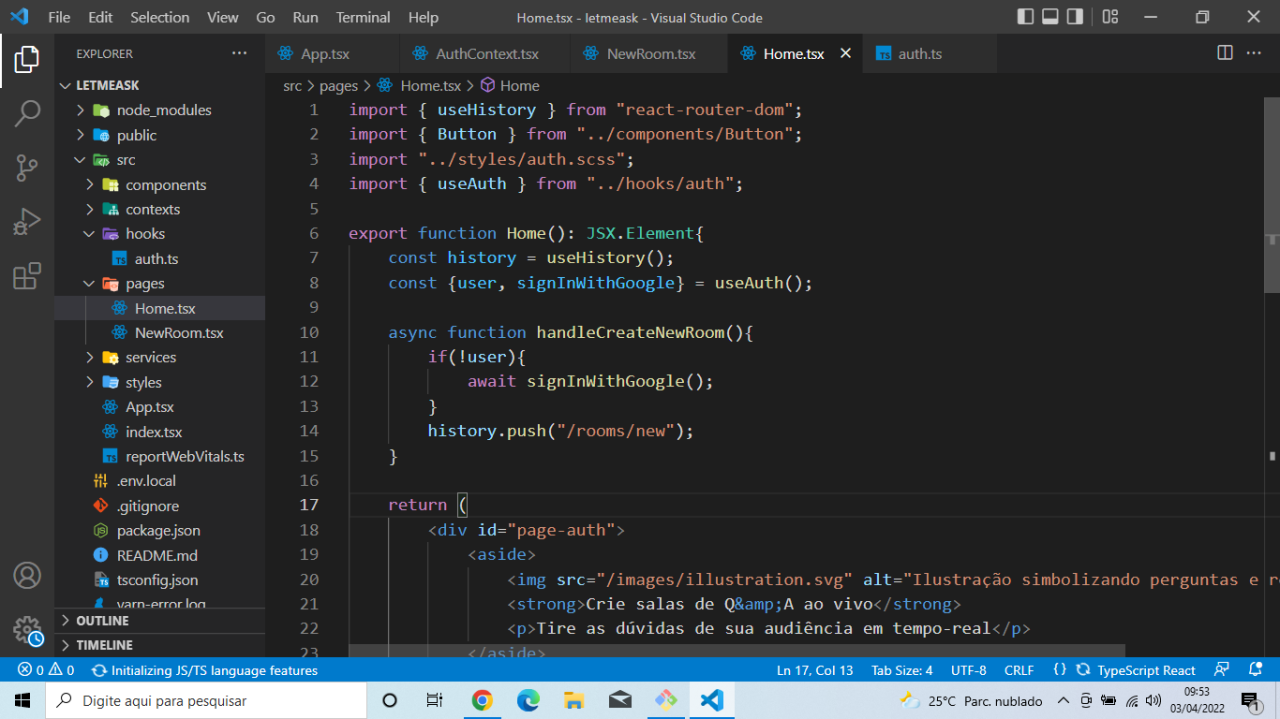 File Edit Selection View Go Run Terminal Help
Home.tsx - letmeask - Visual Studio Code
EXPLORER
LETMEASK
node_modules
public
src
components
contexts
hooks
auth.ts
pages
Home.tsx
NewRoom.tsx
services
styles
App.tsx
index.tsx
reportWebVitals.ts
.env.local
.gitignore
package.json
README.md
tsconfig.json
yarn-error.log
OUTLINE
TIMELINE
App.tsx AuthContext.tsx NewRoom.tsx Home.tsx auth.ts
src > pages > Home.tsx > Home
1 import { useHistory } from "react-router-dom";
2 import { Button } from "../components/Button";
3 import "../styles/auth.scss";
4 import { useAuth } from "../hooks/auth";
5
6 export function Home(): JSX.Element{
7 const history = useHistory();
8 const {user, signInWithGoogle} = useAuth();
9
10 async function handleCreateNewRoom(){
11 if(!user){
12 await signInWithGoogle();
13 }
14 history.push("/rooms/new");
15 }
16
17 return (
18 <div id="page-auth">
19 <aside>
20 <img src="/images/illustration.svg" alt="Ilustração simbolizando perguntas e
21 <strong>Crie salas de Q&amp;A ao vivo</strong>
22 <p>Tire as dúvidas de sua audiência em tempo-real</p>
23 </aside>
0 0 Initializing JS/TS language features
Ln 17, Col 13 Tab Size: 4 UTF-8 CRLF {} TypeScript React
Digite aqui para pesquisar
25°C Parc. nublado
09:53
03/04/2022
1